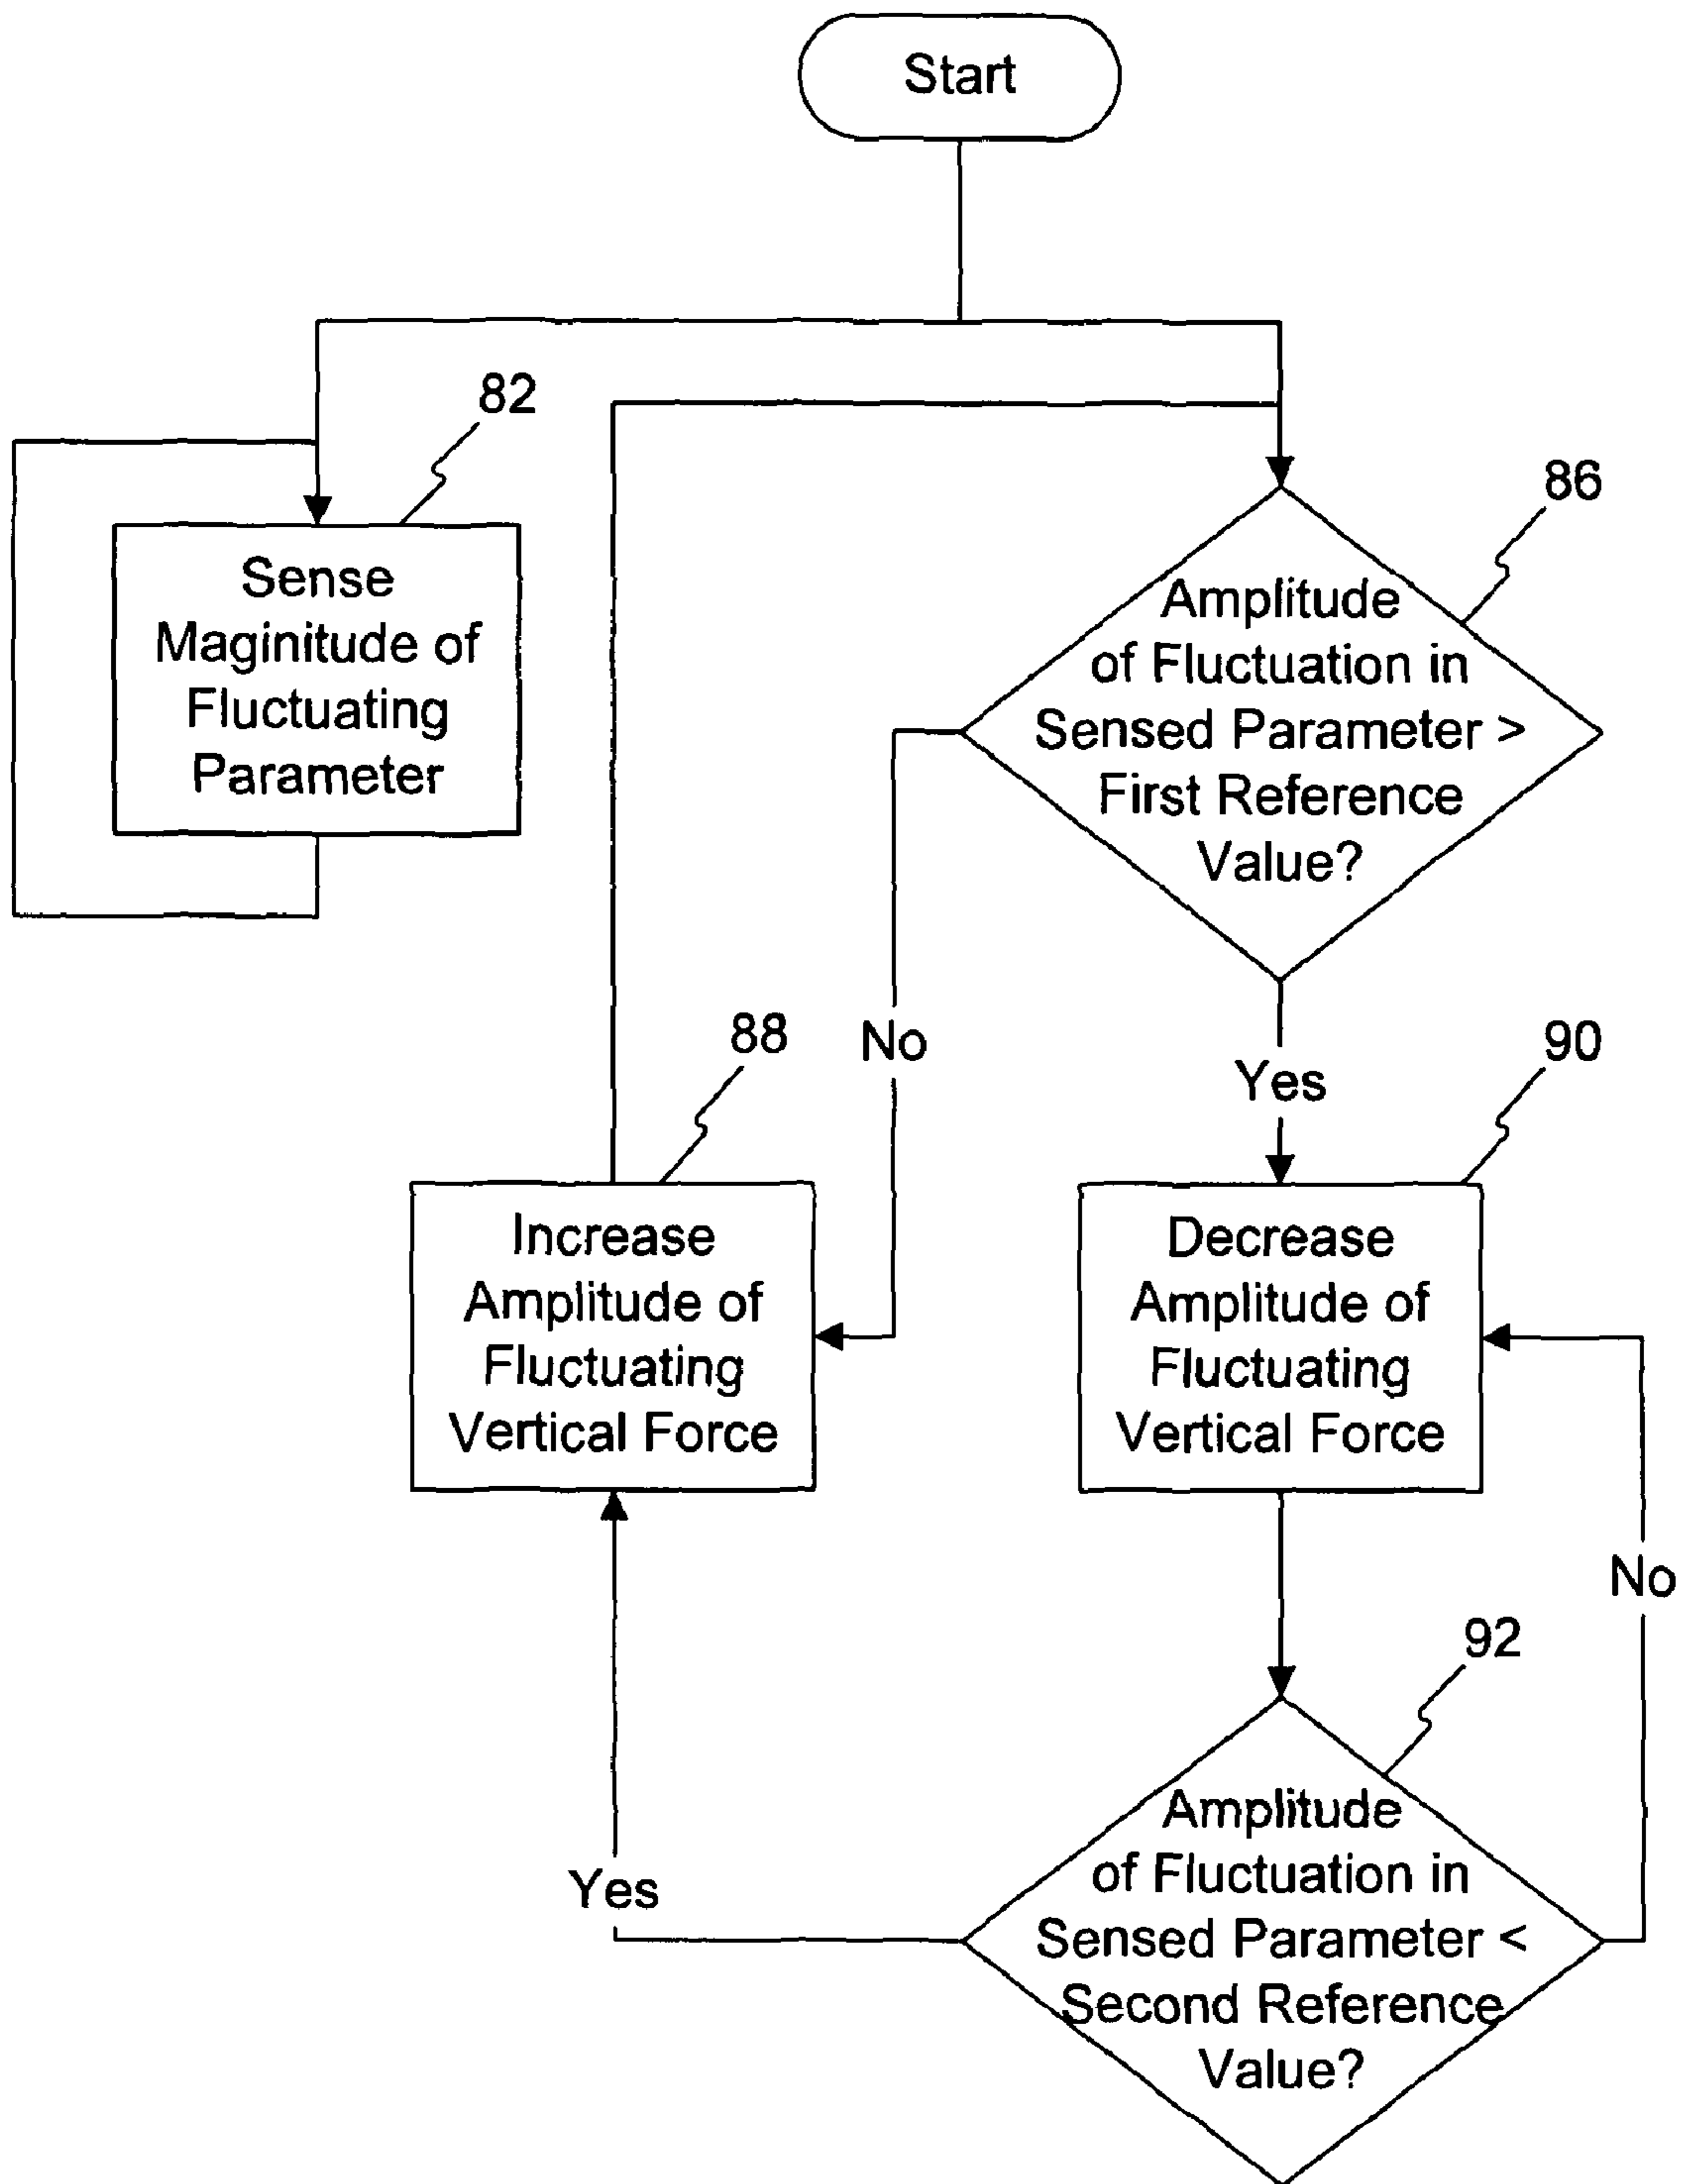 Start
82
Sense
Maginitude of
Fluctuating
Parameter
86
Amplitude
of Fluctuation in
Sensed Parameter >
First Reference
Value?
No
Yes
88
Increase
Amplitude of
Fluctuating
Vertical Force
90
Decrease
Amplitude of
Fluctuating
Vertical Force
No
92
Amplitude
of Fluctuation in
Sensed Parameter <
Second Reference
Value?
Yes